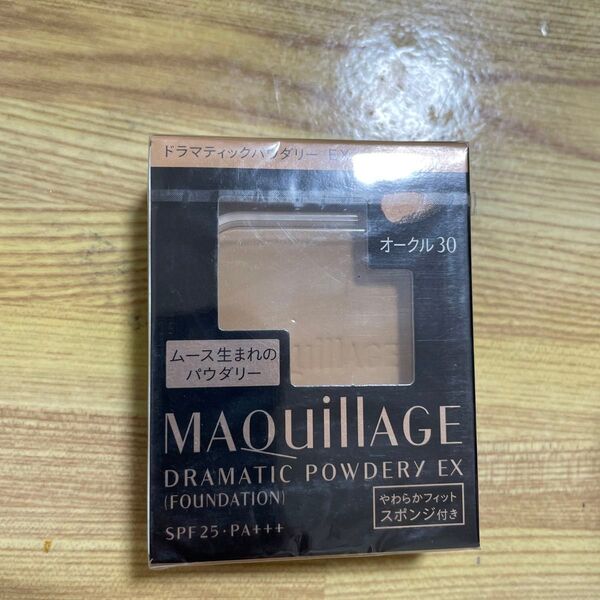 ドラマティックパウダリー EX
オークル30
ムース生まれの
パウダリー
MAQuillAGE
DRAMATIC POWDERY EX
(FOUNDATION)
SPF25・PA+++
やわらかフィット
スポンジ付き